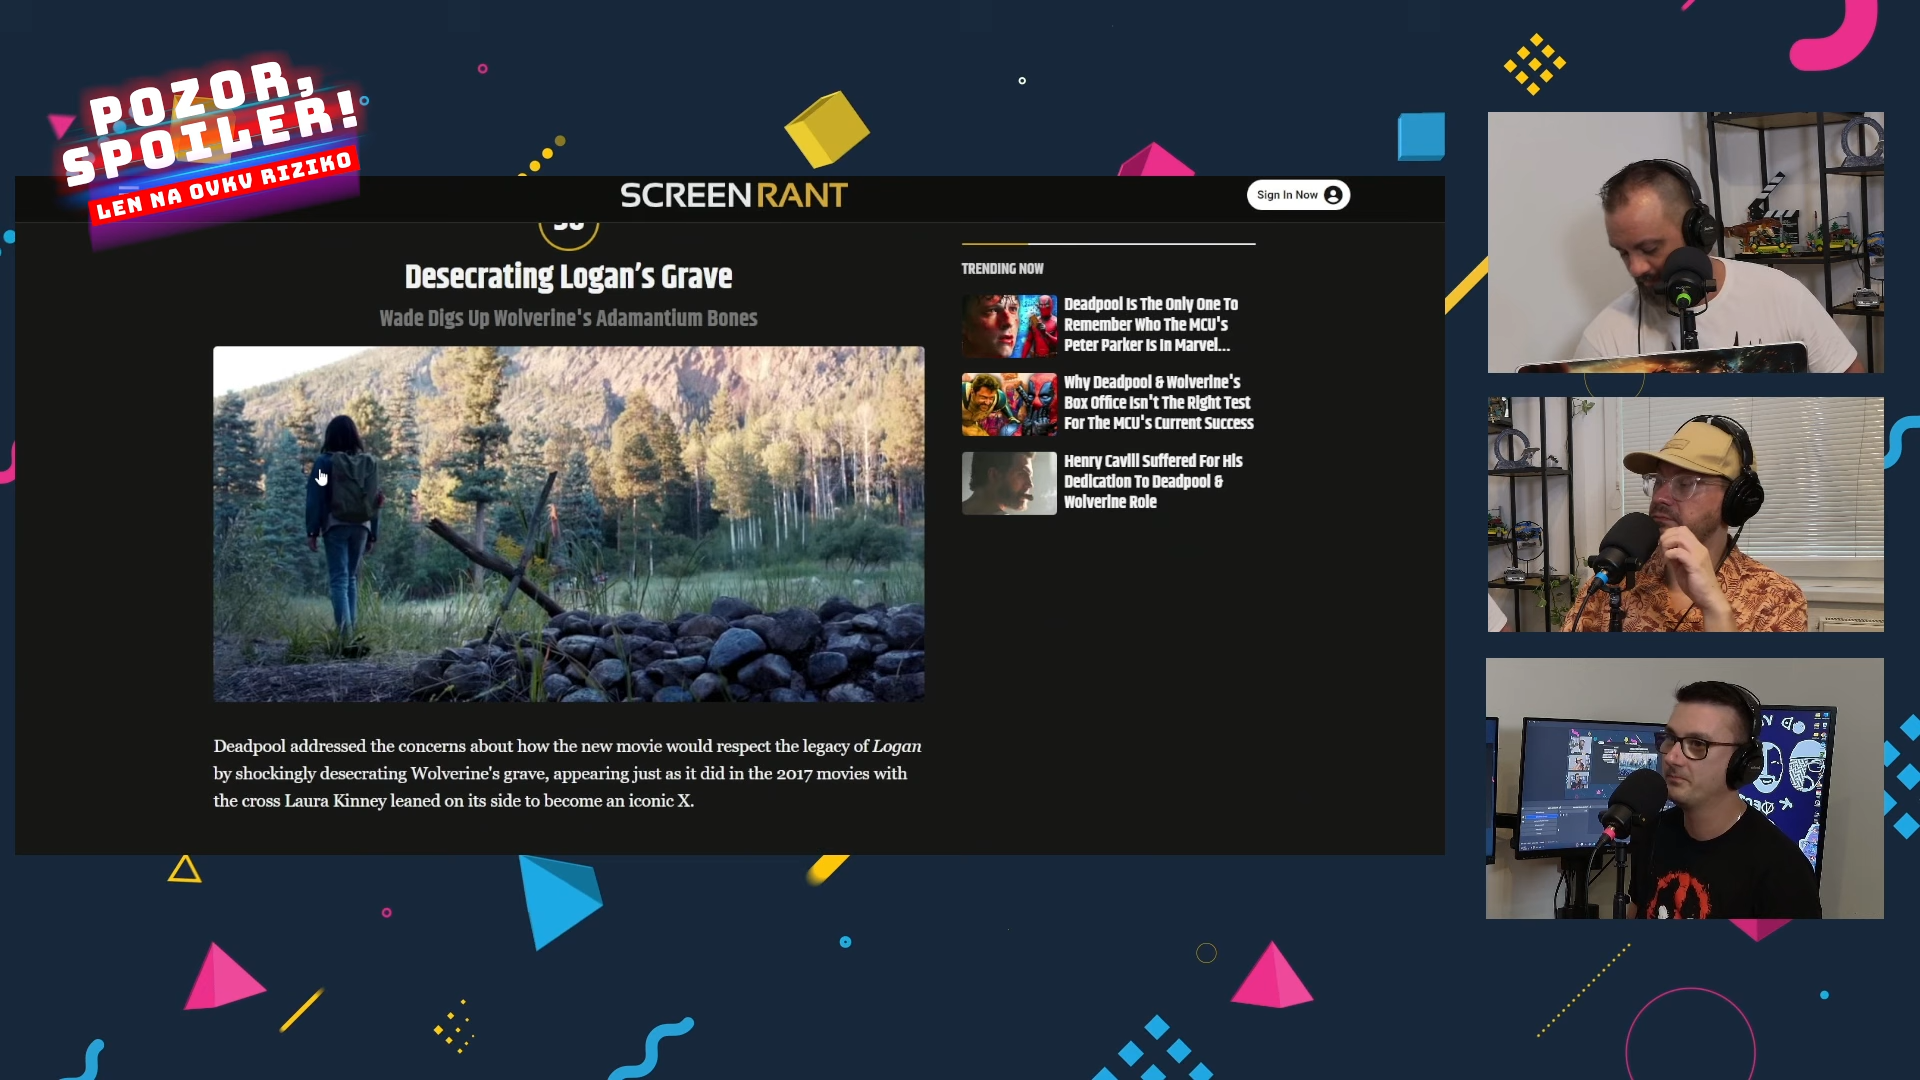 POZOR,
SPOILER!
LEN NA OVKV RIZIKO
SCREENRANT
Sign In Now
Desecrating Logan's Grave
Wade Digs Up Wolverine's Adamantium Bones
Deadpool addressed the concerns about how the new movie would respect the legacy of Logan
by shockingly desecrating Wolverine's grave, appearing just as it did in the 2017 movies with
the cross Laura Kinney leaned on its side to become an iconic X.
TRENDING NOW
Deadpool Is The Only One To
Remember Who The MCU's
Peter Parker Is In Marvel...
Why Deadpool & Wolverine's
Box Office Isn't The Right Test
For The MCU's Current Success
Henry Cavill Suffered For His
Dedication To Deadpool &
Wolverine Role